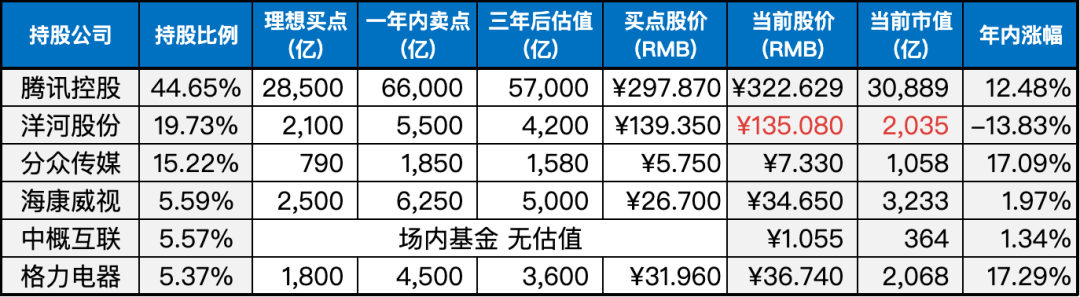 持股公司 持股比例 理想买点（亿） 一年内卖点（亿） 三年后估值（亿） 买点股价（RMB） 当前股价（RMB） 当前市值（亿） 年内涨幅
腾讯控股 44.65% 28,500 66,000 57,000 ¥297.870 ¥322.629 30,889 12.48%
洋河股份 19.73% 2,100 5,500 4,200 ¥139.350 ¥135.080 2,035 –13.83%
分众传媒 15.22% 790 1,850 1,580 ¥5.750 ¥7.330 1,058 17.09%
海康威视 5.59% 2,500 6,250 5,000 ¥26.700 ¥34.650 3,233 1.97%
中概互联 5.57% 场内基金 无估值 ¥1.055 364 1.34%
格力电器 5.37% 1,800 4,500 3,600 ¥31.960 ¥36.740 2,068 17.29%